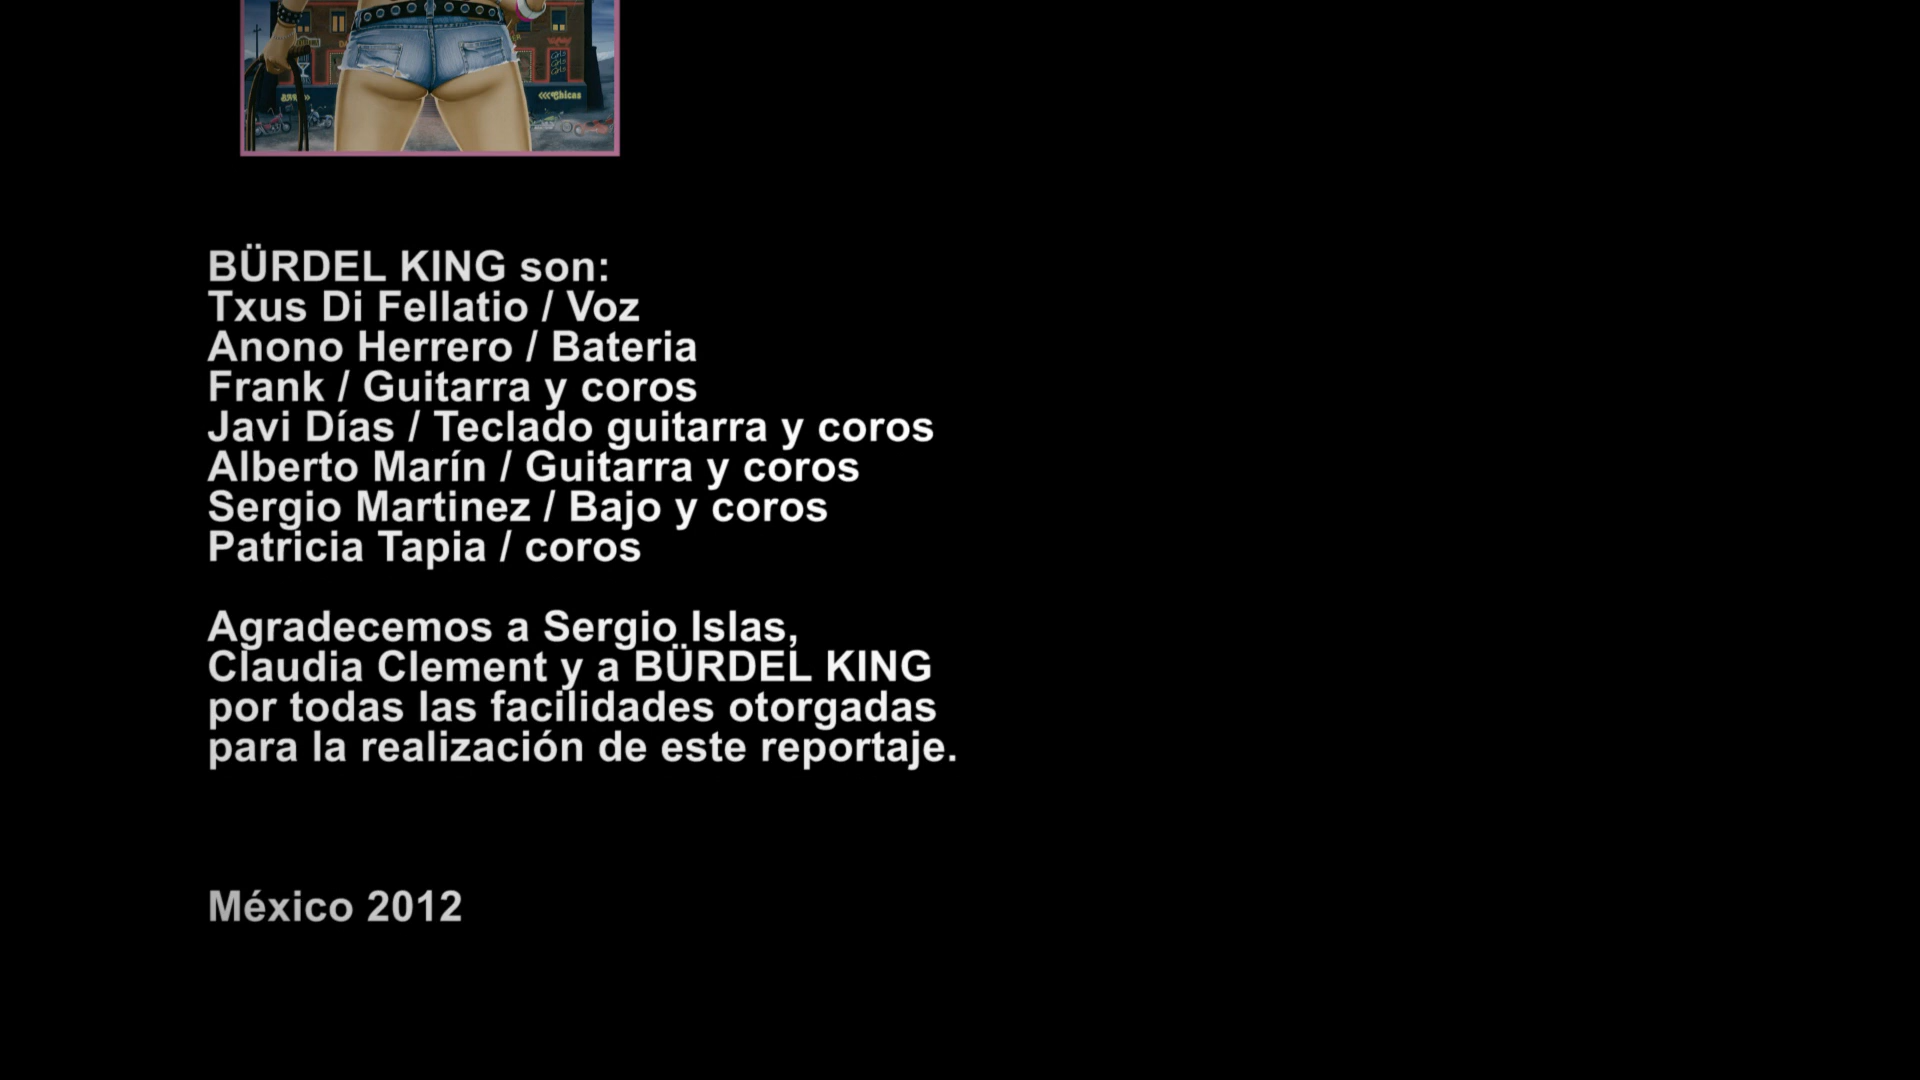 <<<Chicas
BÜRDEL KING son:
Txus Di Fellatio / Voz
Anono Herrero / Bateria
Frank / Guitarra y coros
Javi Días / Teclado guitarra y coros
Alberto Marín / Guitarra y coros
Sergio Martinez / Bajo y coros
Patricia Tapia / coros
Agradecemos a Sergio Islas,
Claudia Clement y a BÜRDEL KING
por todas las facilidades otorgadas
para la realización de este reportaje.
México 2012